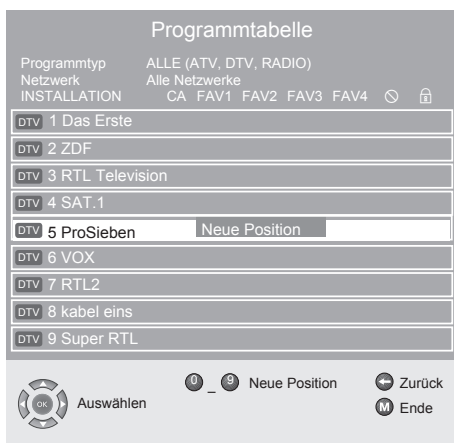 Programmtabelle
Programmtyp ALLE (ATV, DTV, RADIO)
Netzwerk Alle Netzwerke
INSTALLATION CA FAV1 FAV2 FAV3 FAV4
DTV 1 Das Erste
DTV 2 ZDF
DTV 3 RTL Television
DTV 4 SAT.1
DTV 5 ProSieben Neue Position
DTV 6 VOX
DTV 7 RTL2
DTV 8 kabel eins
DTV 9 Super RTL
0 _ 9 Neue Position Zurück
OK Auswählen
M Ende